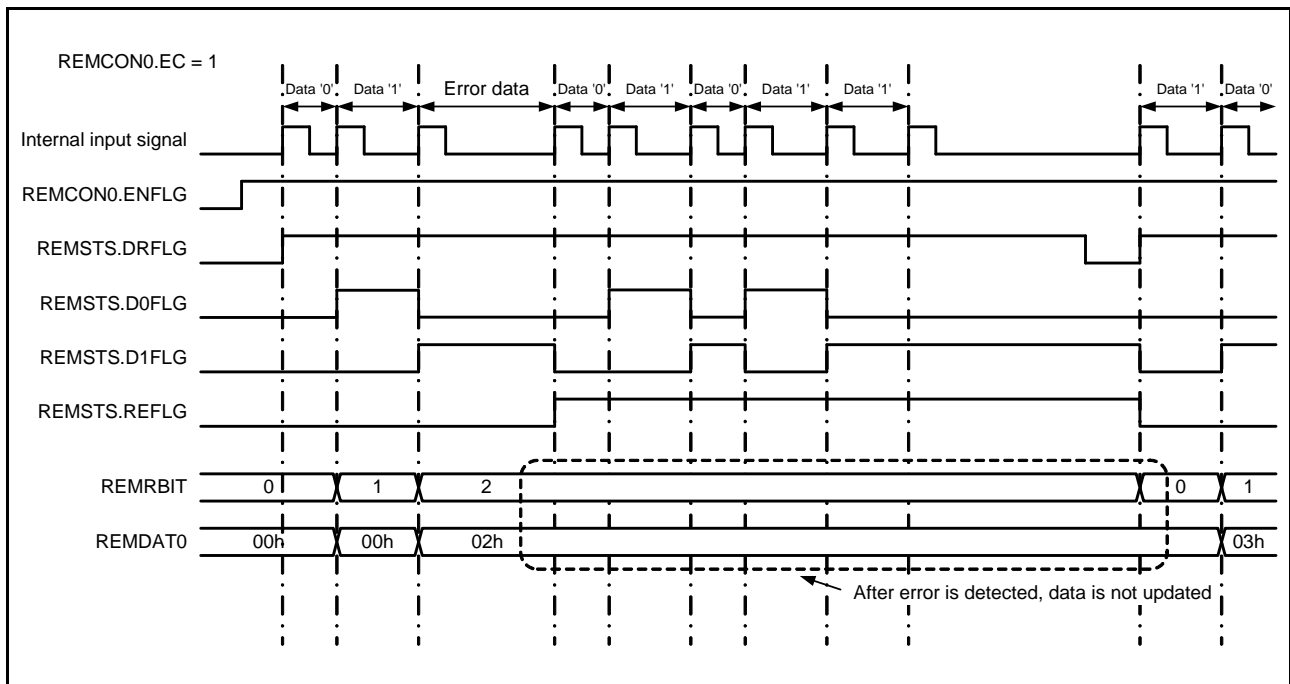 REMCON0.EC = 1
Data '0' Data '1' Error data Data '0' Data '1' Data '0' Data '1' Data '1' Data '1' Data '0'
Internal input signal
REMCON0.ENFLG
REMSTS.DRFLG
REMSTS.D0FLG
REMSTS.D1FLG
REMSTS.REFLG
REMRBIT 0 1 2 0 1
REMDAT0 00h 00h 02h 03h
After error is detected, data is not updated